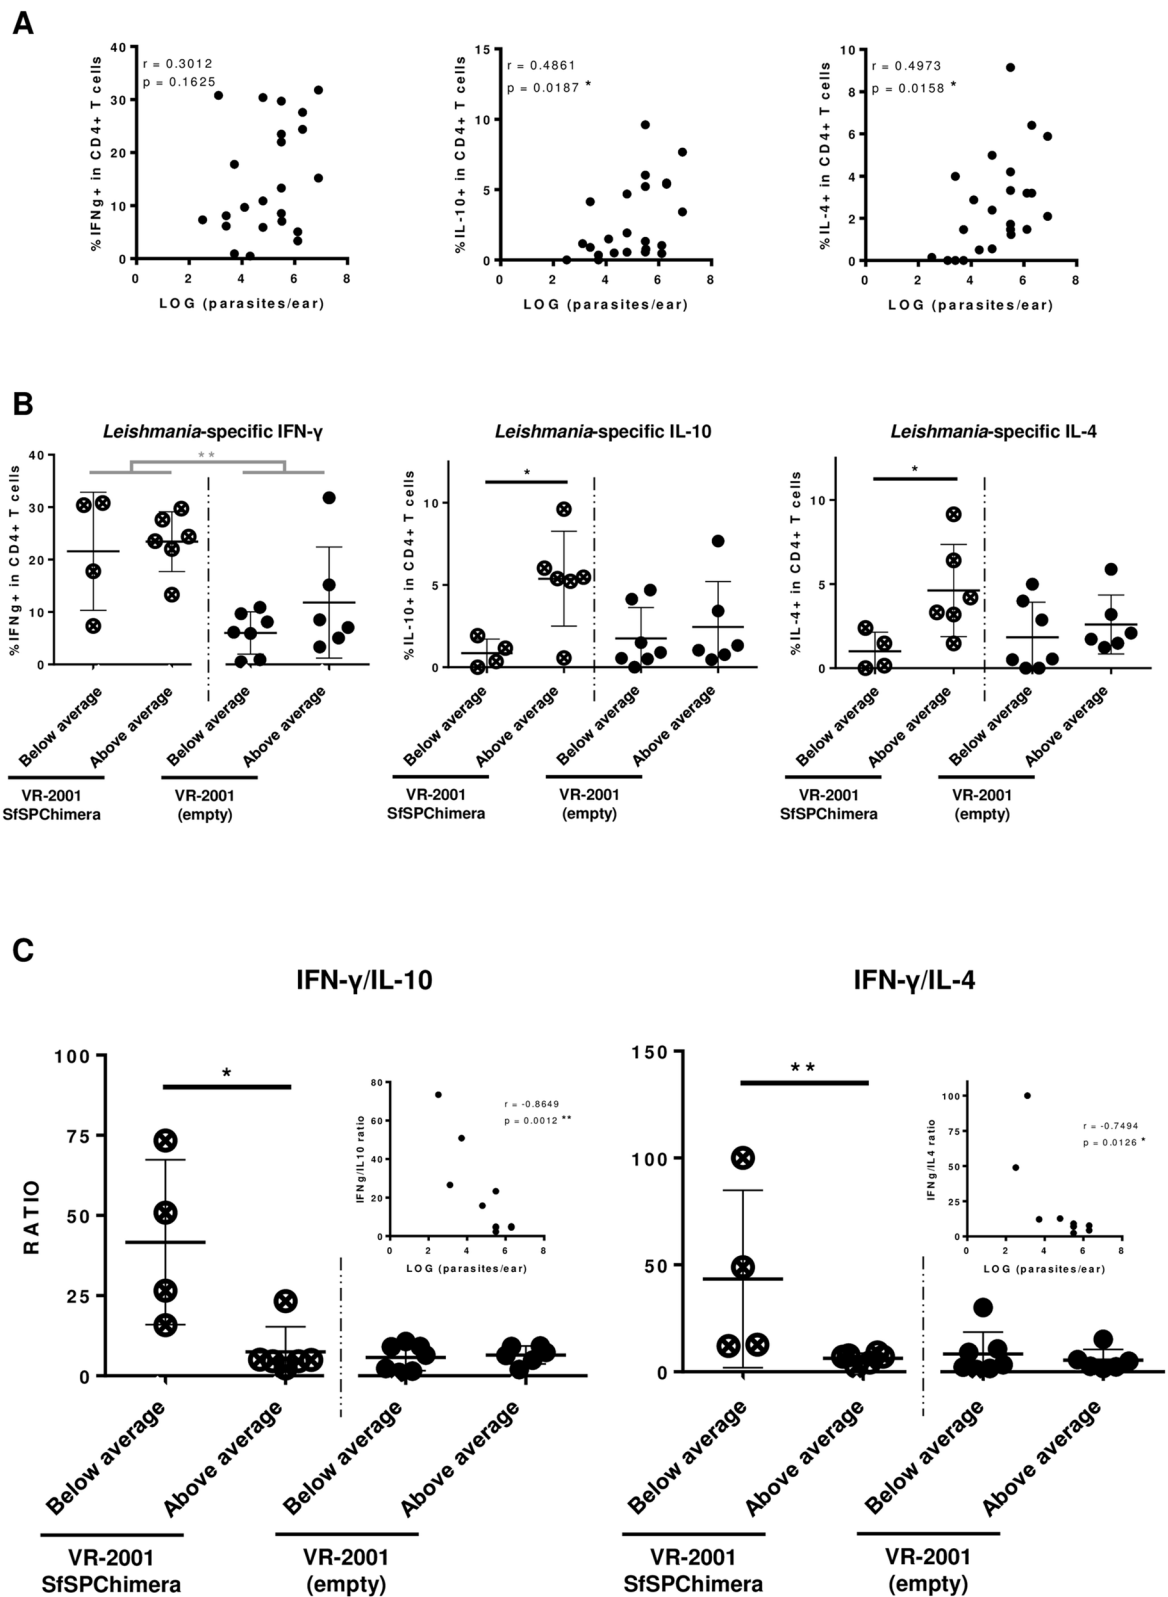 A
%IFNg+ in CD4+ T cells
40
30
20
10
0
r = 0.3012
p = 0.1625
0 2 4 6 8
LOG (parasites/ear)
%IL-10+ in CD4+ T cells
15
10
5
0
r = 0.4861
p = 0.0187 *
0 2 4 6 8
LOG (parasites/ear)
%IL-4+ in CD4+ T cells
10
8
6
4
2
0
r = 0.4973
p = 0.0158 *
0 2 4 6 8
LOG (parasites/ear)
B
Leishmania-specific IFN-γ
%IFNg+ in CD4+ T cells
40
30
20
10
0
**
Below average
Above average
Below average
Above average
VR-2001
SfSPChimera
VR-2001
(empty)
Leishmania-specific IL-10
%IL-10+ in CD4+ T cells
10
5
0
*
Below average
Above average
Below average
Above average
VR-2001
SfSPChimera
VR-2001
(empty)
Leishmania-specific IL-4
%IL-4+ in CD4+ T cells
10
5
0
*
Below average
Above average
Below average
Above average
VR-2001
SfSPChimera
VR-2001
(empty)
C
IFN-γ/IL-10
RATIO
100
75
50
25
0
*
IFNg/IL10 ratio
80
60
40
20
0
r = -0.8649
p = 0.0012 **
0 2 4 6 8
LOG (parasites/ear)
Below average
Above average
Below average
Above average
VR-2001
SfSPChimera
VR-2001
(empty)
IFN-γ/IL-4
150
100
50
0
**
IFNg/IL4 ratio
100
75
50
25
0
r = -0.7494
p = 0.0126 *
0 2 4 6 8
LOG (parasites/ear)
Below average
Above average
Below average
Above average
VR-2001
SfSPChimera
VR-2001
(empty)